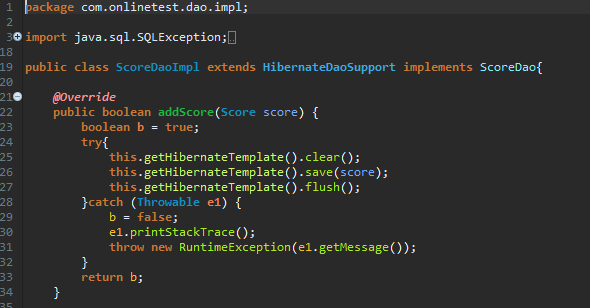 1 package com.onlinetest.dao.impl;
2
3 import java.sql.SQLException;
18
19 public class ScoreDaoImpl extends HibernateDaoSupport implements ScoreDao{
20
21 @Override
22 public boolean addScore(Score score) {
23 boolean b = true;
24 try{
25 this.getHibernateTemplate().clear();
26 this.getHibernateTemplate().save(score);
27 this.getHibernateTemplate().flush();
28 }catch (Throwable e1) {
29 b = false;
30 e1.printStackTrace();
31 throw new RuntimeException(e1.getMessage());
32 }
33 return b;
34 }